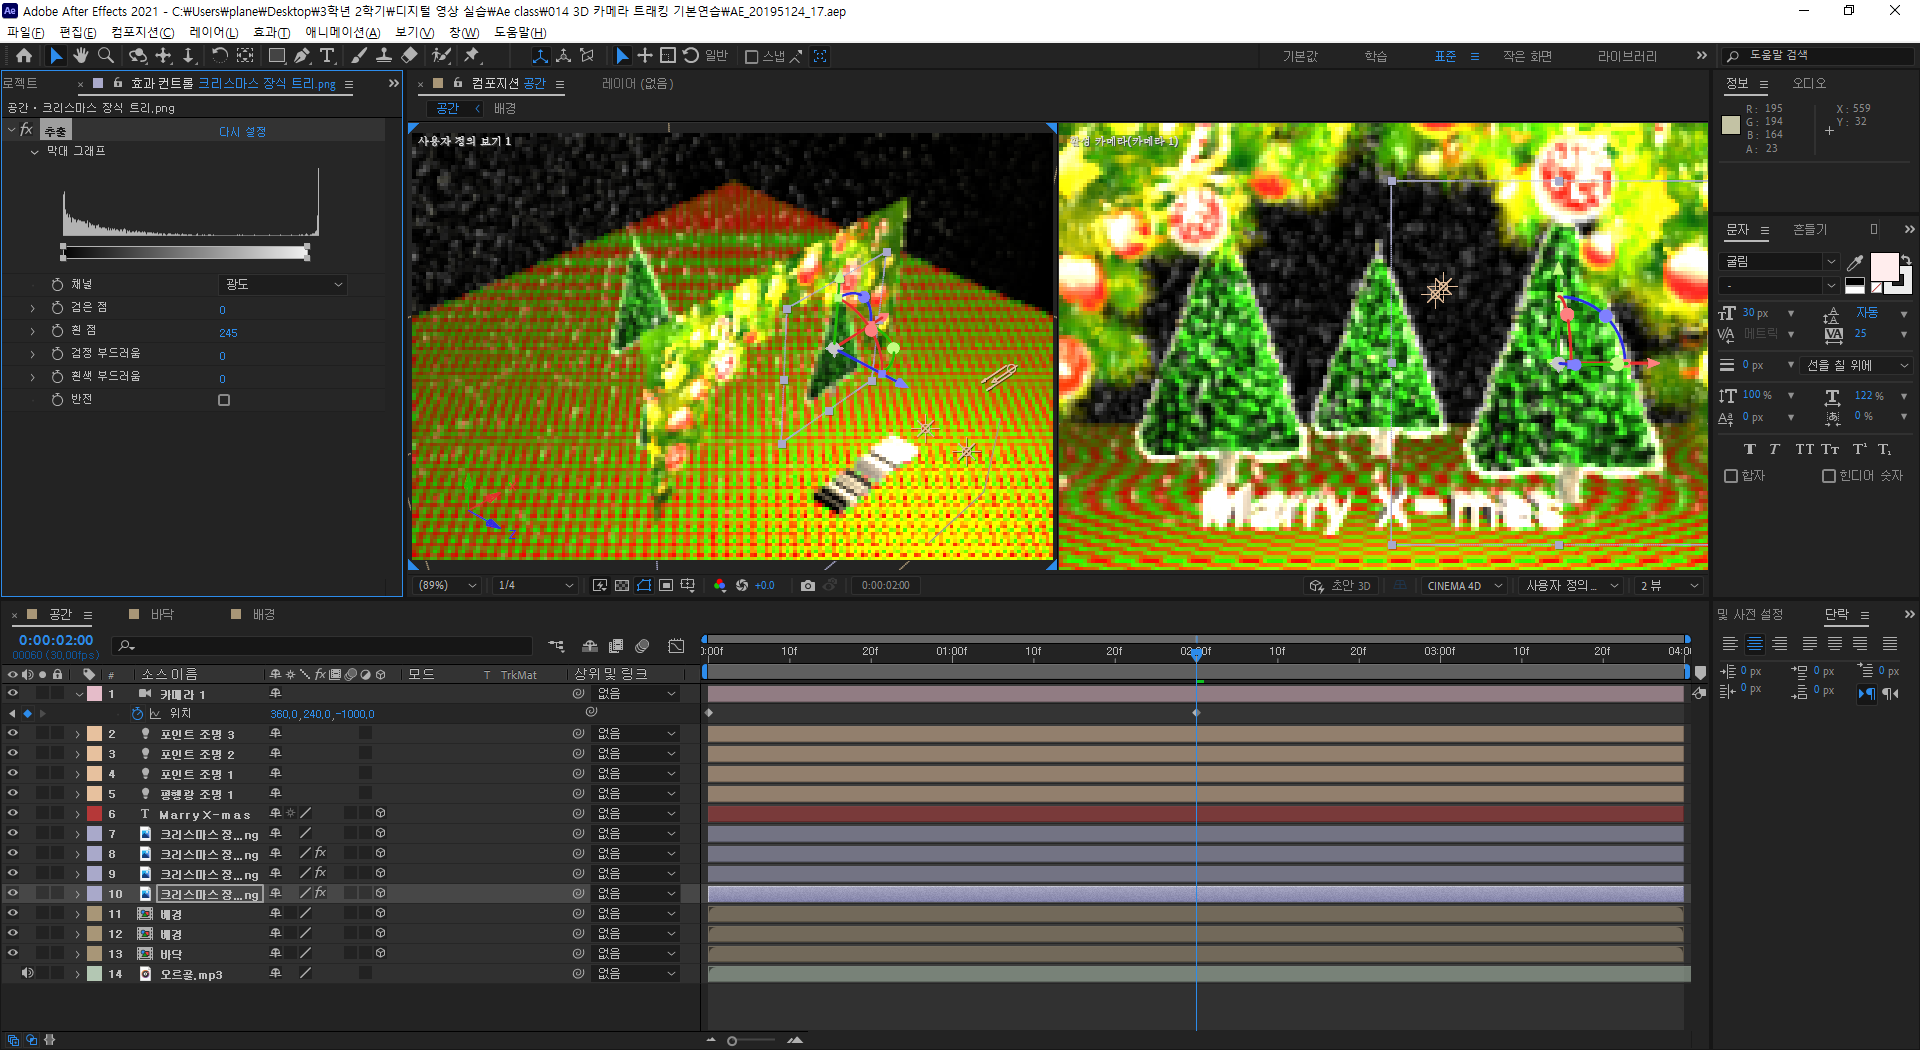 Adobe After Effects 2021 - C:₩Users₩plane₩Desktop₩3학년 2학기₩디지털 영상 실습₩Ae class₩014 3D 카메라 트래킹 기본연습₩AE_20195124_17.aep
파일(F) 편집(E) 컴포지션(C) 레이어(L) 효과(T) 애니메이션(A) 보기(V) 창(W) 도움말(H)
일반 스냅 기본값 학습 표준 작은 화면 라이브러리 도움말 검색
로젝트 효과 컨트롤 크리스마스 장식 트리.png
컴포지션 공간 레이어 (없음)
정보 오디오
공간 · 크리스마스 장식 트리.png
공간 배경
R: 195
G: 194
B: 164
A: 23
X: 559
Y: 32
fx 추출 다시 설정
막대 그래프
채널 광도
검은 점 0
흰 점 245
검정 부드러움 0
흰색 부드러움 0
반전
사용자 정의 보기 1
활성 카메라(카메라 1)
Marry X-mas
Z
(89%) 1/4 +0.0 0:00:02:00 초안 3D CINEMA 4D 사용자 정의... 2 뷰
문자 흔들기
굴림
-
30 px 자동
메트릭 25
0 px 선을 칠 위에
100 % 122 %
0 px 0 %
합자 힌디어 숫자
공간 바닥 배경
0:00:02:00
00060 (30.00fps)
:00f 10f 20f 01:00f 10f 20f 02:00f 10f 20f 03:00f 10f 20f 04:0
# 소스 이름 fx 모드 T TrkMat 상위 및 링크
1 카메라 1 없음
위치 360.0,240.0,-1000.0
2 포인트 조명 3 없음
3 포인트 조명 2 없음
4 포인트 조명 1 없음
5 평행광 조명 1 없음
6 T Marry X-mas 없음
7 크리스마스 장...ng 없음
8 크리스마스 장...ng fx 없음
9 크리스마스 장...ng fx 없음
10 크리스마스 장...ng fx 없음
11 배경 없음
12 배경 없음
13 바닥 없음
14 오르골.mp3 없음
및 사전 설정 단락
0 px 0 px 0 px
0 px 0 px